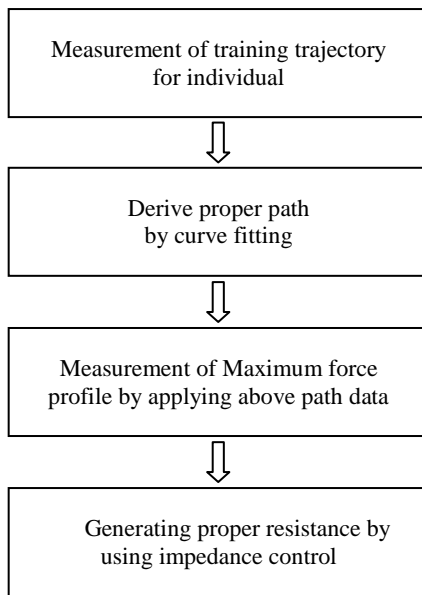 Measurement of training trajectory
for individual
Derive proper path
by curve fitting
Measurement of Maximum force
profile by applying above path data
Generating proper resistance by
using impedance control